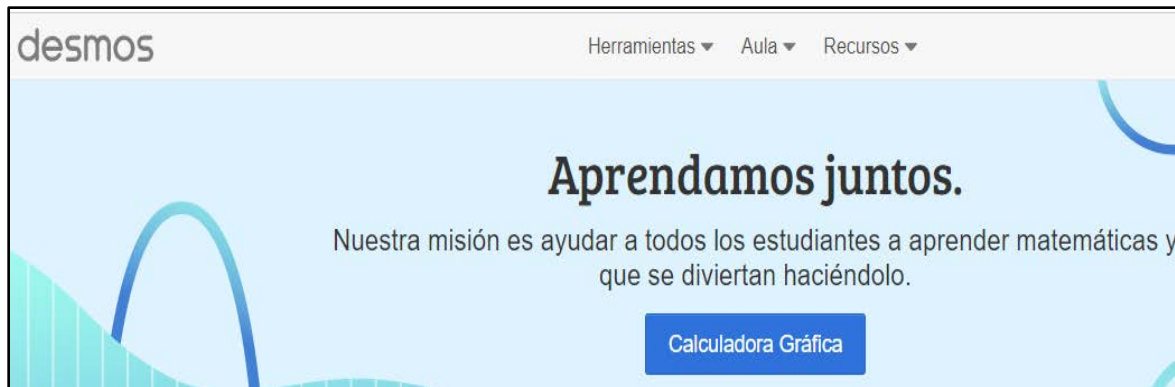 desmos
Herramientas Aula Recursos
Aprendamos juntos.
Nuestra misión es ayudar a todos los estudiantes a aprender matemáticas y
que se diviertan haciéndolo.
Calculadora Gráfica